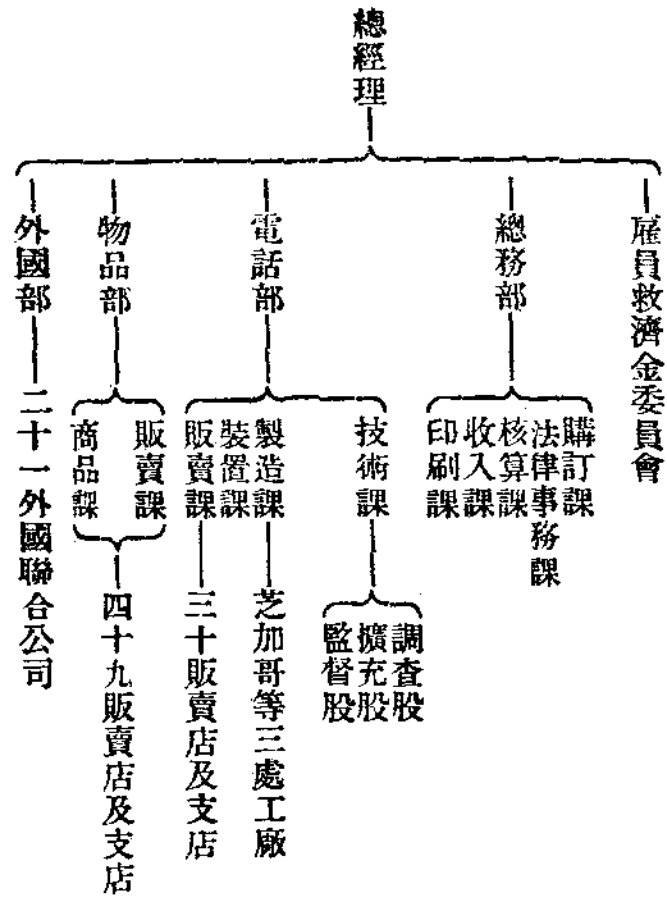 總經理
雇員救濟金委員會
總務部
購訂課
法律事務課
核算課
收入課
印刷課
電話部
技術課
調查股
擴充股
監督股
製造課
芝加哥等三處工廠
裝置課
販賣課
三十販賣店及支店
物品部
販賣課
商品課
四十九販賣店及支店
外國部
二十一外國聯合公司